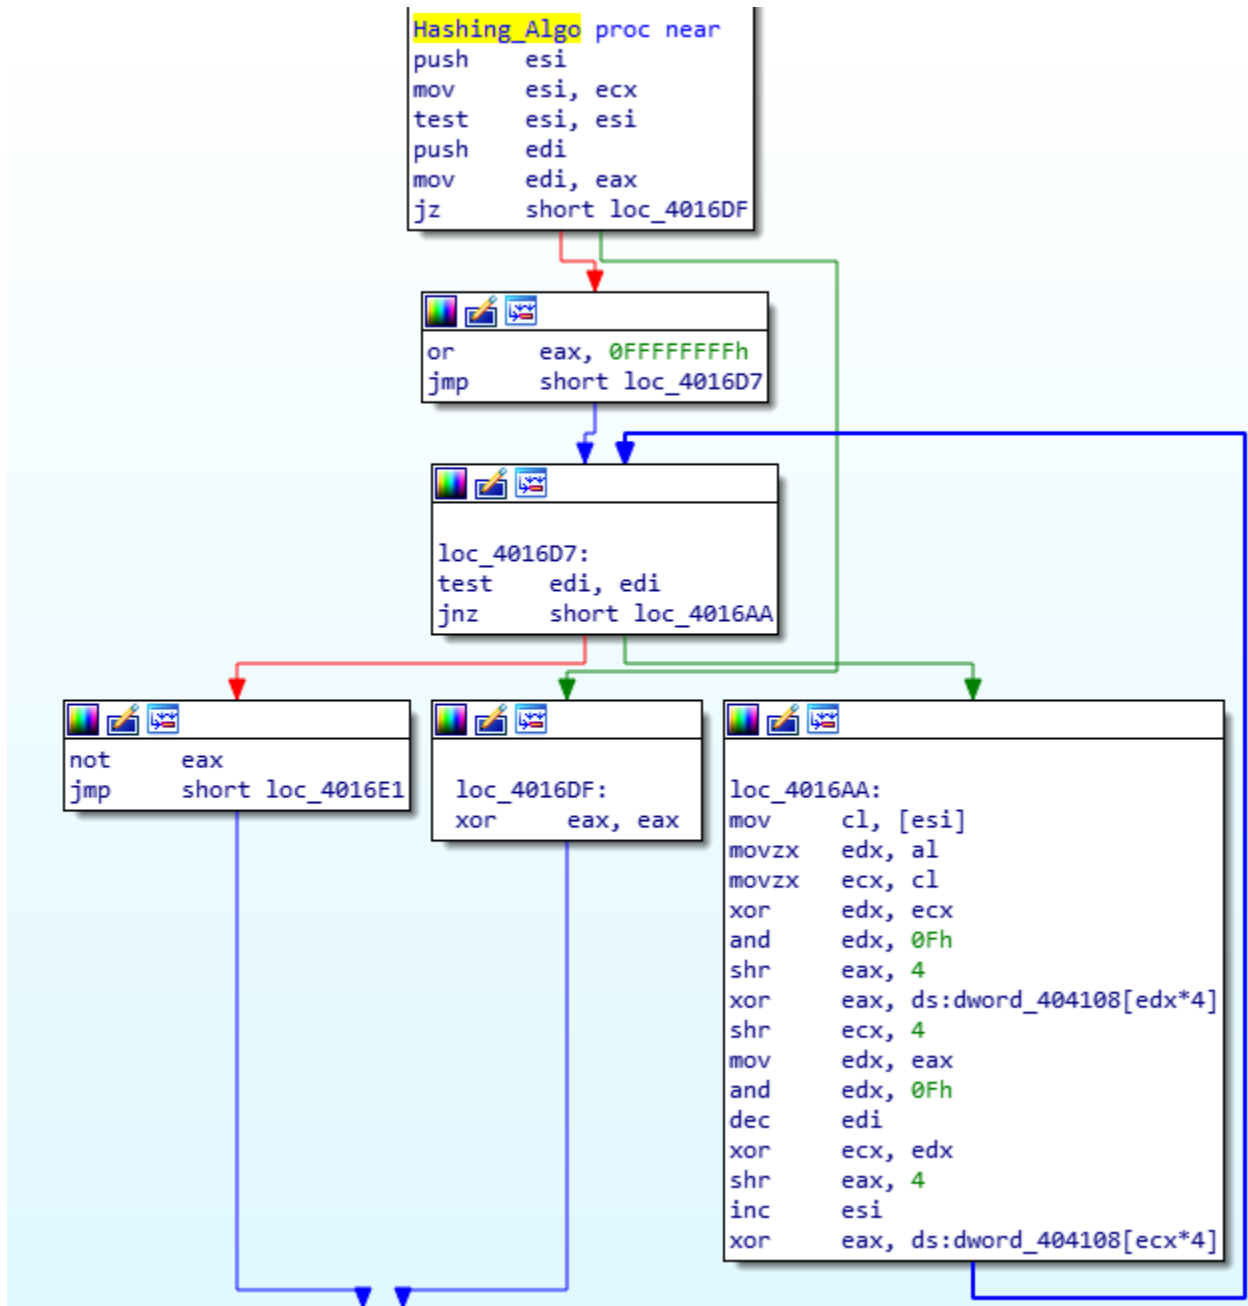 Hashing_Algo proc near
push esi
mov esi, ecx
test esi, esi
push edi
mov edi, eax
jz short loc_4016DF
or eax, 0FFFFFFFFh
jmp short loc_4016D7
loc_4016D7:
test edi, edi
jnz short loc_4016AA
not eax
jmp short loc_4016E1
loc_4016DF:
xor eax, eax
loc_4016AA:
mov cl, [esi]
movzx edx, al
movzx ecx, cl
xor edx, ecx
and edx, 0Fh
shr eax, 4
xor eax, ds:dword_404108[edx*4]
shr ecx, 4
mov edx, eax
and edx, 0Fh
dec edi
xor ecx, edx
shr eax, 4
inc esi
xor eax, ds:dword_404108[ecx*4]